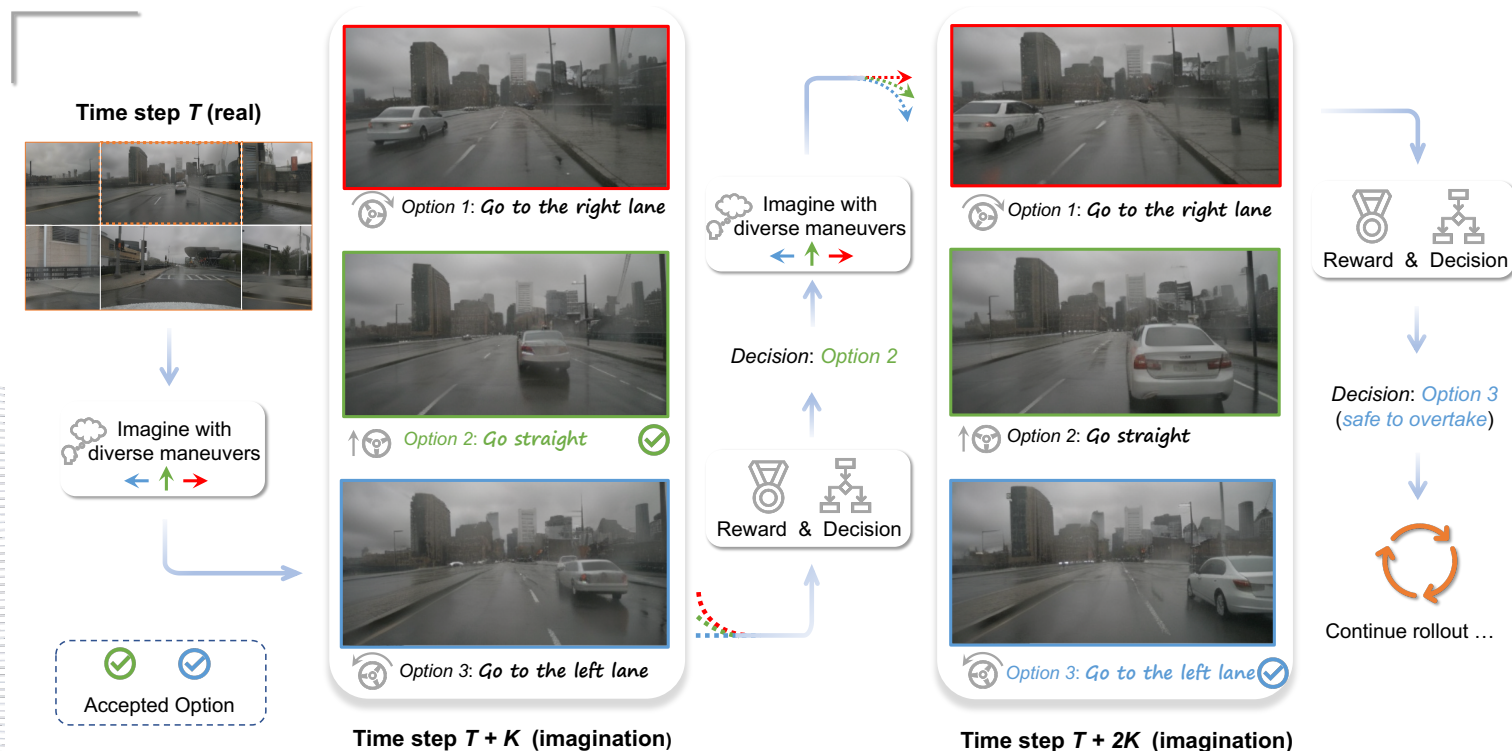 Time step T (real)
Imagine with
diverse maneuvers
Accepted Option
Option 1: Go to the right lane
Option 2: Go straight
Option 3: Go to the left lane
Time step T + K (imagination)
Imagine with
diverse maneuvers
Decision: Option 2
Reward & Decision
Option 1: Go to the right lane
Option 2: Go straight
Option 3: Go to the left lane
Time step T + 2K (imagination)
Reward & Decision
Decision: Option 3
(safe to overtake)
Continue rollout …